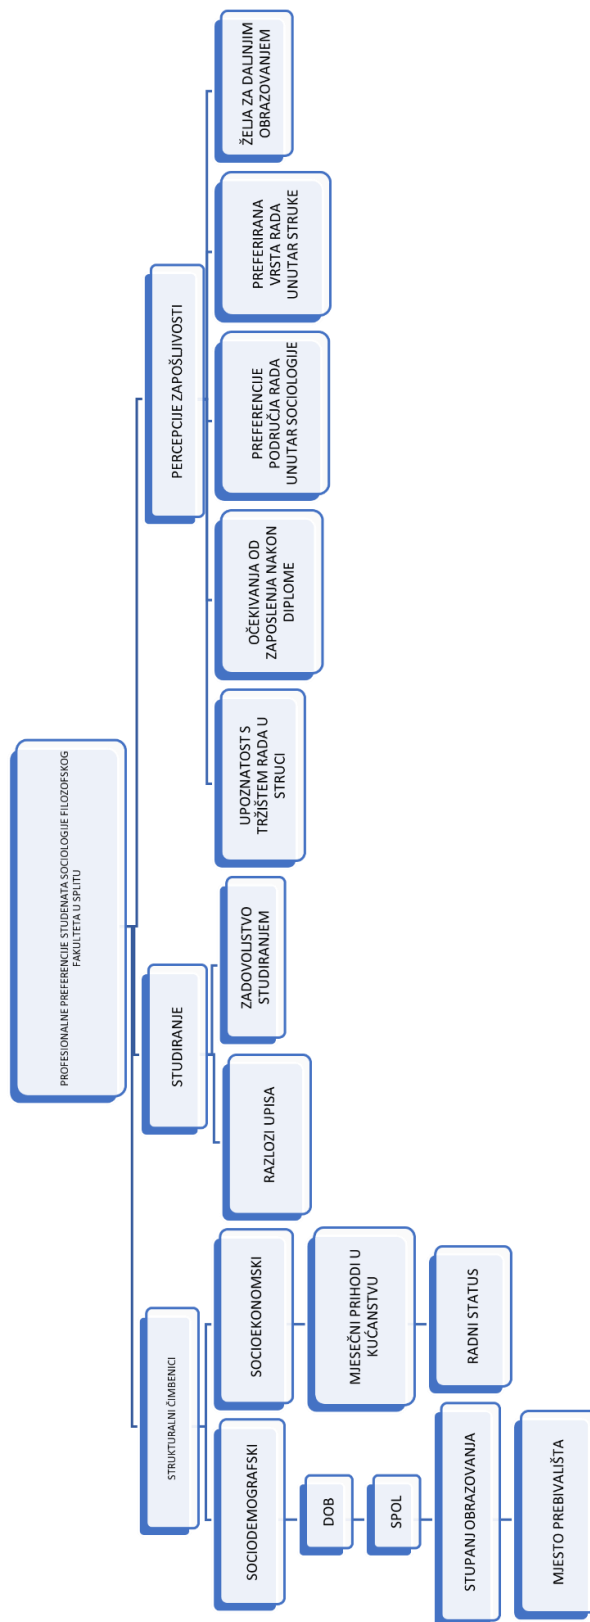 PROFESIONALNE PREFERENCIJE STUDENATA SOCIOLOGIJE FILOZOFSKOG
FAKULTETA U SPLITU
STRUKTURALNI ČIMBENICI
SOCIODEMOGRAFSKI
DOB
SPOL
STUPANJ OBRAZOVANJA
MJESTO PREBIVALIŠTA
SOCIOEKONOMSKI
MJESEČNI PRIHODI U
KUĆANSTVU
RADNI STATUS
STUDIRANJE
RAZLOZI UPISA
ZADOVOLJSTVO
STUDIRANJEM
PERCEPCIJE ZAPOŠLJIVOSTI
UPOZNATOST S
TRŽIŠTEM RADA U
STRUCI
OČEKIVANJA OD
ZAPOSLENJA NAKON
DIPLOME
PREFERENCIJE
PODRUČJA RADA
UNUTAR SOCIOLOGIJE
PREFERIRANA
VRSTA RADA
UNUTAR STRUKE
ŽELJA ZA DALJNJIM
OBRAZOVANJEM